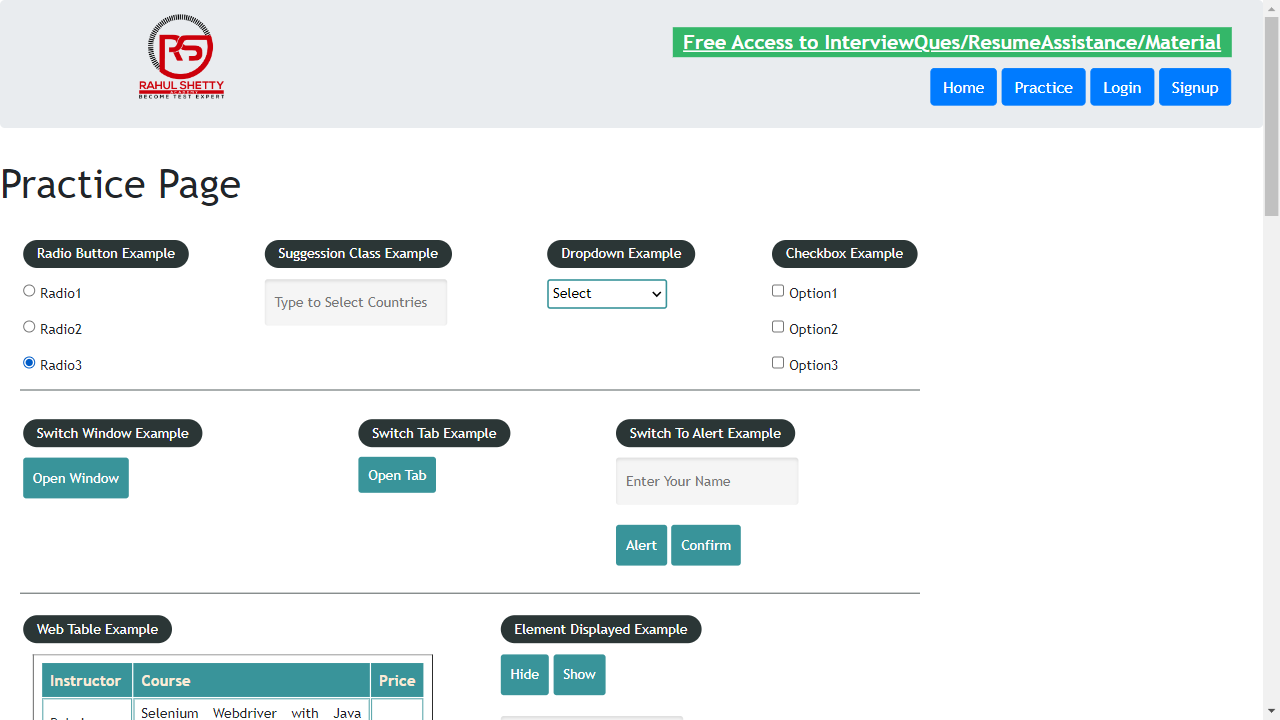 RS
RAHUL SHETTY
ACADEMY
BECOME TEST EXPERT
Free Access to InterviewQues/ResumeAssistance/Material
Home Practice Login Signup
Practice Page
Radio Button Example
Radio1
Radio2
Radio3
Suggession Class Example
Type to Select Countries
Dropdown Example
Select
Checkbox Example
Option1
Option2
Option3
Switch Window Example
Open Window
Switch Tab Example
Open Tab
Switch To Alert Example
Enter Your Name
Alert Confirm
Web Table Example
Instructor Course Price
Selenium Webdriver with Java
Element Displayed Example
Hide Show